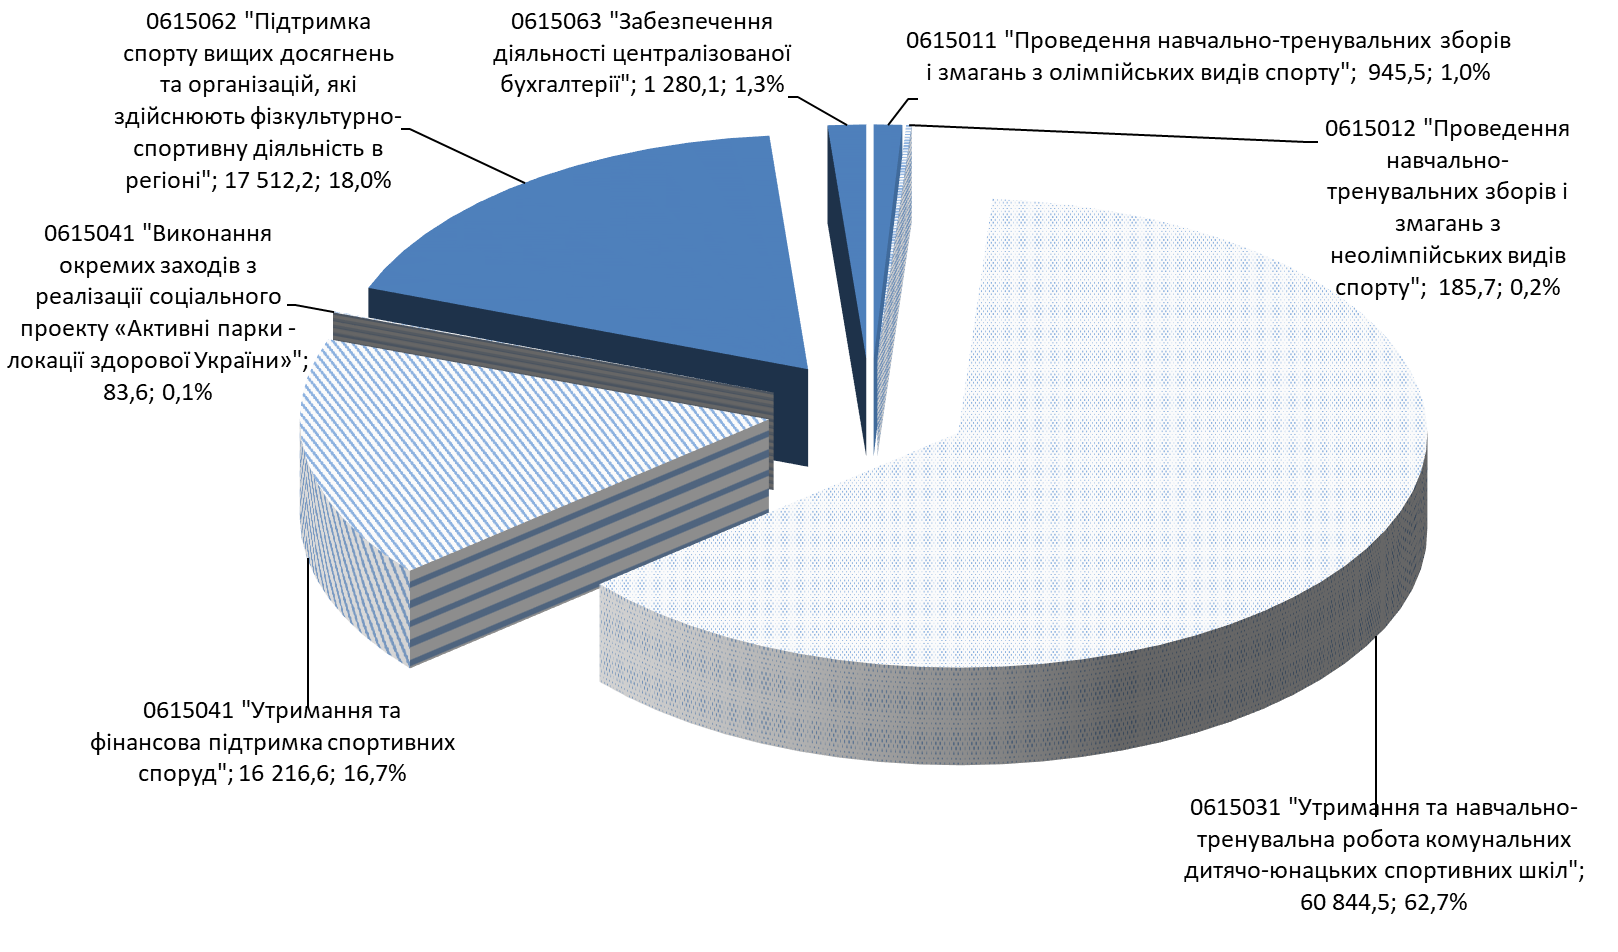 0615062 "Підтримка
спорту вищих досягнень
та організацій, які
здійснюють фізкультурно-
спортивну діяльність в
регіоні"; 17 512,2; 18,0%
0615063 "Забезпечення
діяльності централізованої
бухгалтерії"; 1 280,1; 1,3%
0615011 "Проведення навчально-тренувальних зборів
і змагань з олімпійських видів спорту"; 945,5; 1,0%
0615012 "Проведення
навчально-
тренувальних зборів і
змагань з
неолімпійських видів
спорту"; 185,7; 0,2%
0615041 "Виконання
окремих заходів з
реалізації соціального
проекту «Активні парки -
локації здорової України»";
83,6; 0,1%
0615041 "Утримання та
фінансова підтримка спортивних
споруд"; 16 216,6; 16,7%
0615031 "Утримання та навчально-
тренувальна робота комунальних
дитячо-юнацьких спортивних шкіл";
60 844,5; 62,7%